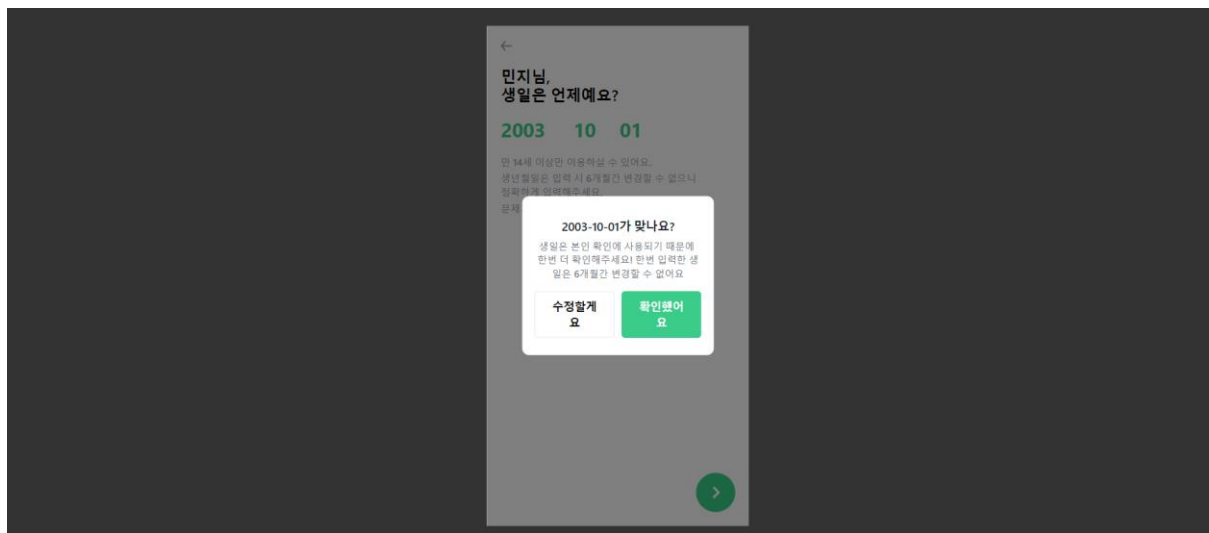 민지님,
생일은 언제예요?
2003 10 01
만 14세 이상만 이용하실 수 있어요.
생년월일은 입력 시 6개월간 변경할 수 없으니
정확하게 입력해주세요.
문제
2003-10-01가 맞나요?
생일은 본인 확인에 사용되기 때문에
한번 더 확인해주세요! 한번 입력한 생
일은 6개월간 변경할 수 없어요
수정할게
요
확인했어
요